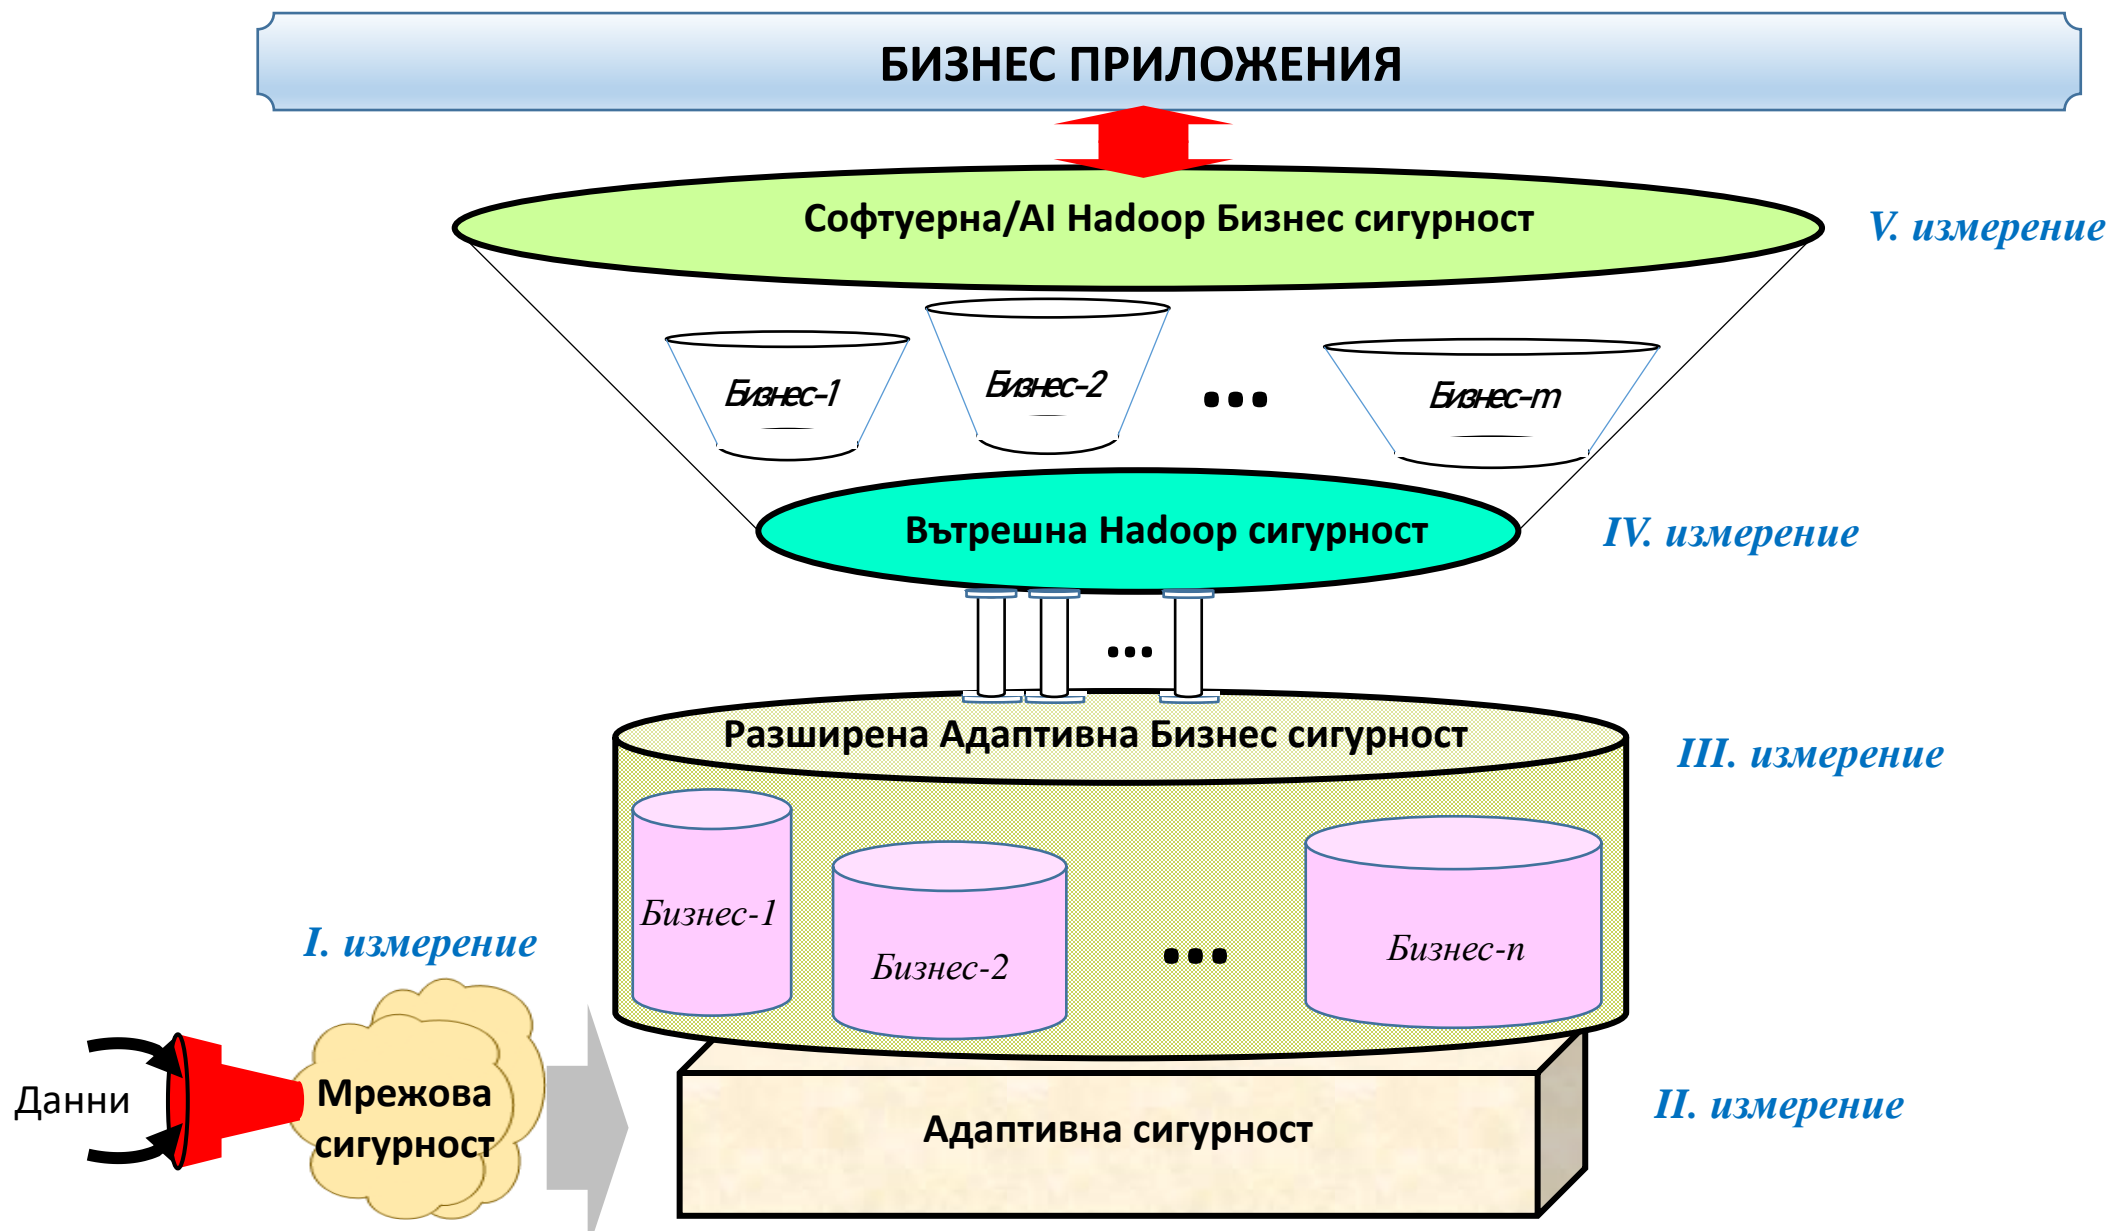 БИЗНЕС ПРИЛОЖЕНИЯ
Софтуерна/AI Hadoop Бизнес сигурност
V. измерение
Бизнес-1
Бизнес-2
...
Бизнес-m
Вътрешна Hadoop сигурност
IV. измерение
...
Разширена Адаптивна Бизнес сигурност
III. измерение
Бизнес-1
Бизнес-2
...
Бизнес-n
I. измерение
Данни
Мрежова
сигурност
Адаптивна сигурност
II. измерение